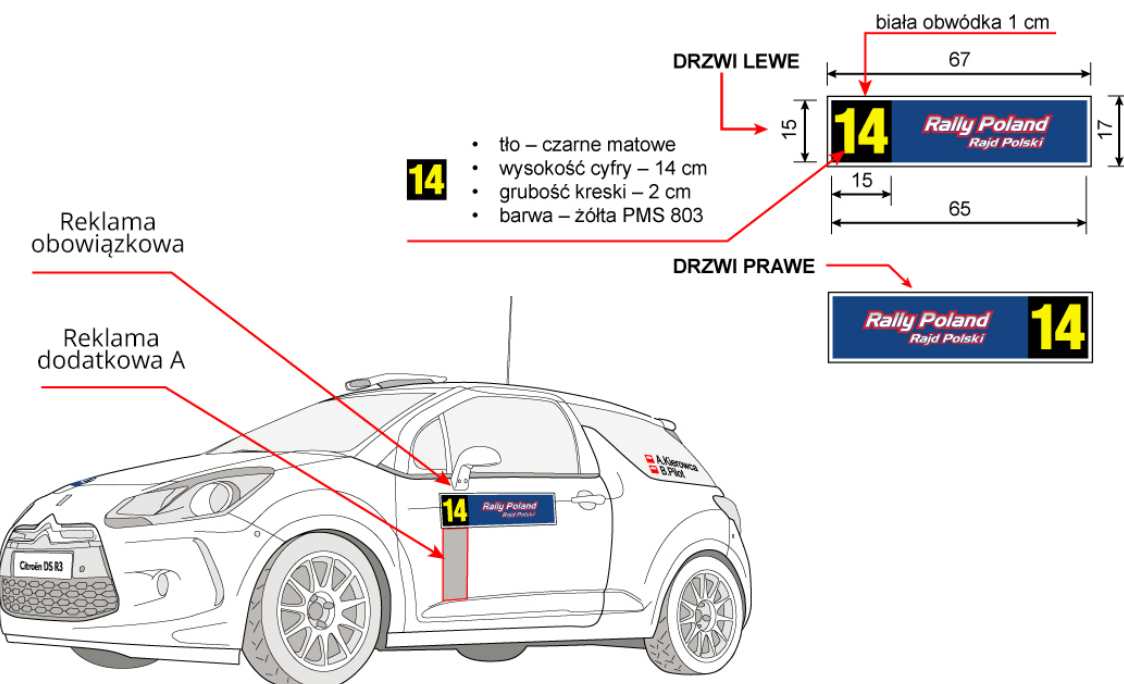 biała obwódka 1 cm
DRZWI LEWE
67
15
14
Rally Poland
Rajd Polski
17
15
65
14
• tło – czarne matowe
• wysokość cyfry – 14 cm
• grubość kreski – 2 cm
• barwa – żółta PMS 803
DRZWI PRAWE
Rally Poland
Rajd Polski
14
Reklama
obowiązkowa
Reklama
dodatkowa A
A.Kierowca
B.Pilot
14
Rally Poland
Rajd Polski
Citroën DS R3